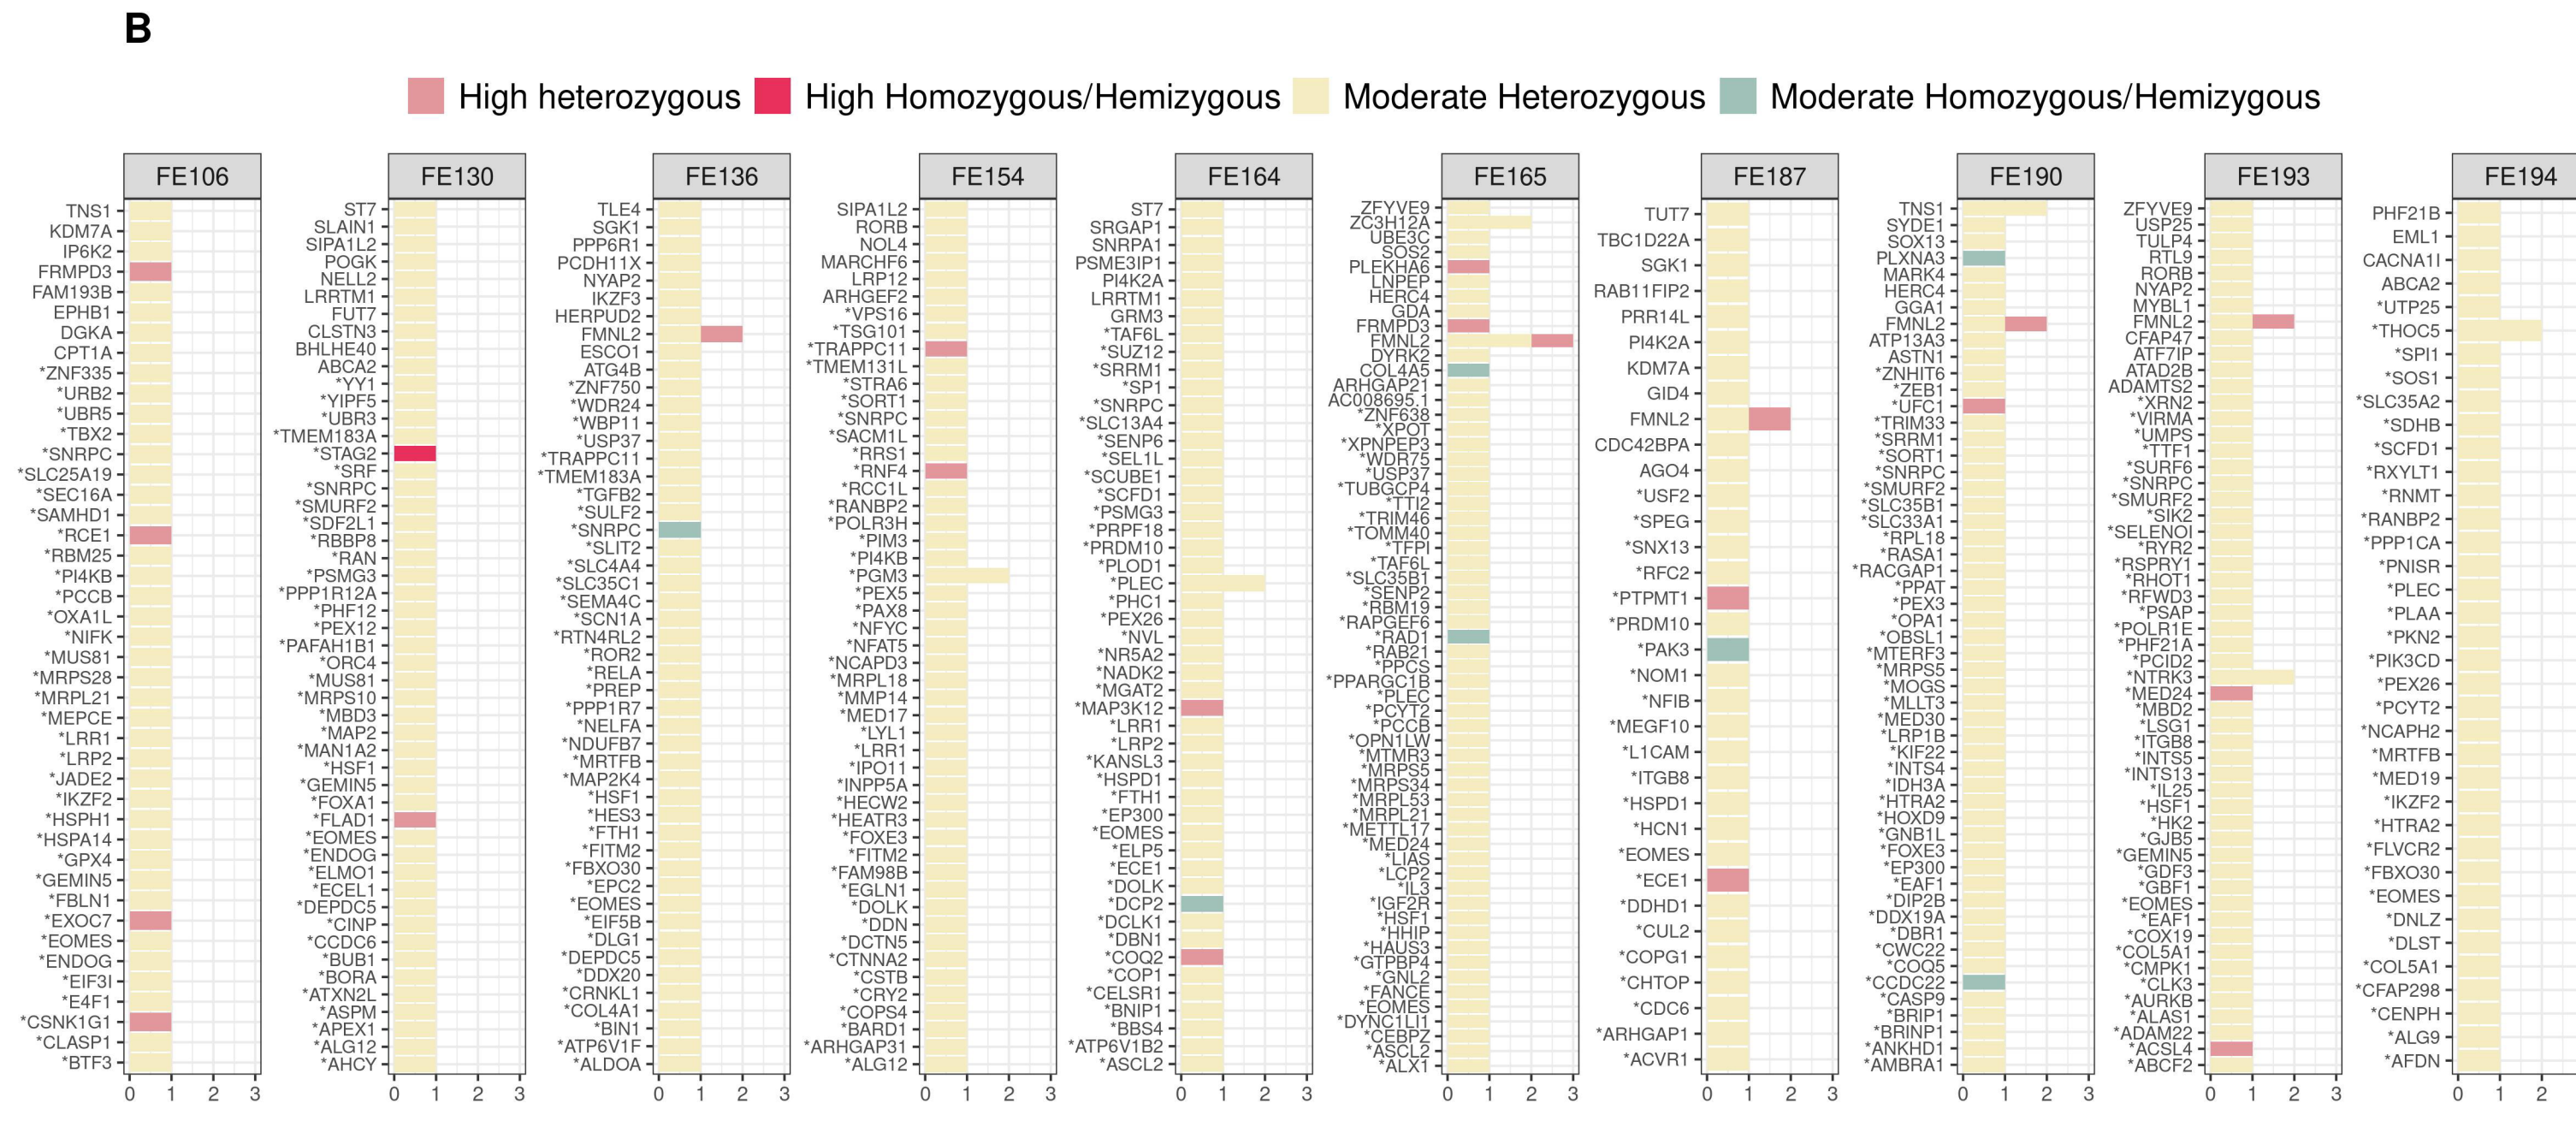 B
High heterozygous High Homozygous/Hemizygous Moderate Heterozygous Moderate Homozygous/Hemizygous
FE106
TNS1
KDM7A
IP6K2
FRMPD3
FAM193B
EPHB1
DGKA
CPT1A
*ZNF335
*URB2
*UBR5
*TBX2
*SNRPC
*SLC25A19
*SEC16A
*SAMHD1
*RCE1
*RBM25
*PI4KB
*PCCB
*OXA1L
*NIFK
*MUS81
*MRPS28
*MRPL21
*MEPCE
*LRR1
*LRP2
*JADE2
*IKZF2
*HSPH1
*HSPA14
*GPX4
*GEMIN5
*FBLN1
*EXOC7
*EOMES
*ENDOG
*EIF3I
*E4F1
*CSNK1G1
*CLASP1
*BTF3
0 1 2 3
FE130
ST7
SLAIN1
SIPA1L2
POGK
NELL2
LRRTM1
FUT7
CLSTN3
BHLHE40
ABCA2
*YY1
*YIPF5
*UBR3
*TMEM183A
*STAG2
*SRF
*SNRPC
*SMURF2
*SDF2L1
*RBBP8
*RAN
*PSMG3
*PPP1R12A
*PHF12
*PEX12
*PAFAH1B1
*ORC4
*MUS81
*MRPS10
*MBD3
*MAP2
*MAN1A2
*HSF1
*GEMIN5
*FOXA1
*FLAD1
*EOMES
*ENDOG
*ELMO1
*ECEL1
*DEPDC5
*CINP
*CCDC6
*BUB1
*BORA
*ATXN2L
*ASPM
*APEX1
*ALG12
*AHCY
0 1 2 3
FE136
TLE4
SGK1
PPP6R1
PCDH11X
NYAP2
IKZF3
HERPUD2
FMNL2
ESCO1
ATG4B
*ZNF750
*WDR24
*WBP11
*USP37
*TRAPPC11
*TMEM183A
*TGFB2
*SULF2
*SNRPC
*SLIT2
*SLC4A4
*SLC35C1
*SEMA4C
*SCN1A
*RTN4RL2
*ROR2
*RELA
*PREP
*PPP1R7
*NELFA
*NDUFB7
*MRTFB
*MAP2K4
*HSF1
*HES3
*FTH1
*FITM2
*FBXO30
*EPC2
*EOMES
*EIF5B
*DLG1
*DEPDC5
*DDX20
*CRNKL1
*COL4A1
*BIN1
*ATP6V1F
*ALDOA
0 1 2 3
FE154
SIPA1L2
RORB
NOL4
MARCHF6
LRP12
ARHGEF2
*VPS16
*TSG101
*TRAPPC11
*TMEM131L
*STRA6
*SORT1
*SNRPC
*SACM1L
*RRS1
*RNF4
*RCC1L
*RANBP2
*POLR3H
*PIM3
*PI4KB
*PGM3
*PEX5
*PAX8
*NFYC
*NFAT5
*NCAPD3
*MRPL18
*MMP14
*MED17
*LYL1
*LRR1
*IPO11
*INPP5A
*HECW2
*HEATR3
*FOXE3
*FITM2
*FAM98B
*EGLN1
*DOLK
*DDN
*DCTN5
*CTNNA2
*CSTB
*CRY2
*COPS4
*BARD1
*ARHGAP31
*ALG12
0 1 2 3
FE164
ST7
SRGAP1
SNRPA1
PSME3IP1
PI4K2A
LRRTM1
GRM3
*TAF6L
*SUZ12
*SRRM1
*SP1
*SNRPC
*SLC13A4
*SENP6
*SEL1L
*SCUBE1
*SCFD1
*PSMG3
*PRPF18
*PRDM10
*PLOD1
*PLEC
*PHC1
*PEX26
*NVL
*NR5A2
*NADK2
*MGAT2
*MAP3K12
*LRR1
*LRP2
*KANSL3
*HSPD1
*FTH1
*EP300
*EOMES
*ELP5
*ECE1
*DOLK
*DCP2
*DCLK1
*DBN1
*COQ2
*COP1
*CELSR1
*BNIP1
*BBS4
*ATP6V1B2
*ASCL2
0 1 2 3
FE165
ZFYVE9
ZC3H12A
UBE3C
SOS2
PLEKHA6
LNPEP
HERC4
GDA
FRMPD3
FMNL2
DYRK2
COL4A5
ARHGAP21
AC008695.1
*ZNF638
*XPOT
*XPNPEP3
*WDR75
*USP37
*TUBGCP4
*TTI2
*TRIM46
*TOMM40
*TFPI
*TAF6L
*SLC35B1
*SENP2
*RBM19
*RAPGEF6
*RAD1
*RAB21
*PPCS
*PPARGC1B
*PLEC
*PCYT2
*PCCB
*OPN1LW
*MTMR3
*MRPS5
*MRPS34
*MRPL53
*MRPL21
*METTL17
*MED24
*LIAS
*LCP2
*IL3
*IGF2R
*HSF1
*HHIP
*HAUS3
*GTPBP4
*GNL2
*FANCE
*EOMES
*DYNC1LI1
*CEBPZ
*ASCL2
*ALX1
0 1 2 3
FE187
TUT7
TBC1D22A
SGK1
RAB11FIP2
PRR14L
PI4K2A
KDM7A
GID4
FMNL2
CDC42BPA
AGO4
*USF2
*SPEG
*SNX13
*RFC2
*PTPMT1
*PRDM10
*PAK3
*NOM1
*NFIB
*MEGF10
*L1CAM
*ITGB8
*HSPD1
*HCN1
*EOMES
*ECE1
*DDHD1
*CUL2
*COPG1
*CHTOP
*CDC6
*ARHGAP1
*ACVR1
0 1 2 3
FE190
TNS1
SYDE1
SOX13
PLXNA3
MARK4
HERC4
GGA1
FMNL2
ATP13A3
ASTN1
*ZNHIT6
*ZEB1
*UFC1
*TRIM33
*SRRM1
*SORT1
*SNRPC
*SMURF2
*SLC35B1
*SLC33A1
*RPL18
*RASA1
*RACGAP1
*PPAT
*PEX3
*OPA1
*OBSL1
*MTERF3
*MRPS5
*MOGS
*MLLT3
*MED30
*LRP1B
*KIF22
*INTS4
*IDH3A
*HTRA2
*HOXD9
*GNB1L
*FOXE3
*EP300
*EAF1
*DIP2B
*DDX19A
*DBR1
*CWC22
*COQ5
*CCDC22
*CASP9
*BRIP1
*BRINP1
*ANKHD1
*AMBRA1
0 1 2 3
FE193
ZFYVE9
USP25
TULP4
RTL9
RORB
NYAP2
MYBL1
FMNL2
CFAP47
ATF7IP
ATAD2B
ADAMTS2
*XRN2
*VIRMA
*UMPS
*TTF1
*SURF6
*SNRPC
*SMURF2
*SIK2
*SELENOI
*RYR2
*RSPRY1
*RHOT1
*RFWD3
*PSAP
*POLR1E
*PHF21A
*PCID2
*NTRK3
*MED24
*MBD2
*LSG1
*ITGB8
*INTS5
*INTS13
*IL25
*HSF1
*HK2
*GJB5
*GEMIN5
*GDF3
*GBF1
*EOMES
*EAF1
*COX19
*COL5A1
*CMPK1
*CLK3
*AURKB
*ALAS1
*ADAM22
*ACSL4
*ABCF2
0 1 2 3
FE194
PHF21B
EML1
CACNA1I
ABCA2
*UTP25
*THOC5
*SPI1
*SOS1
*SLC35A2
*SDHB
*SCFD1
*RXYLT1
*RNMT
*RANBP2
*PPP1CA
*PNISR
*PLEC
*PLAA
*PKN2
*PIK3CD
*PEX26
*PCYT2
*NCAPH2
*MRTFB
*MED19
*IKZF2
*HTRA2
*FLVCR2
*FBXO30
*EOMES
*DNLZ
*DLST
*COL5A1
*CFAP298
*CENPH
*ALG9
*AFDN
0 1 2